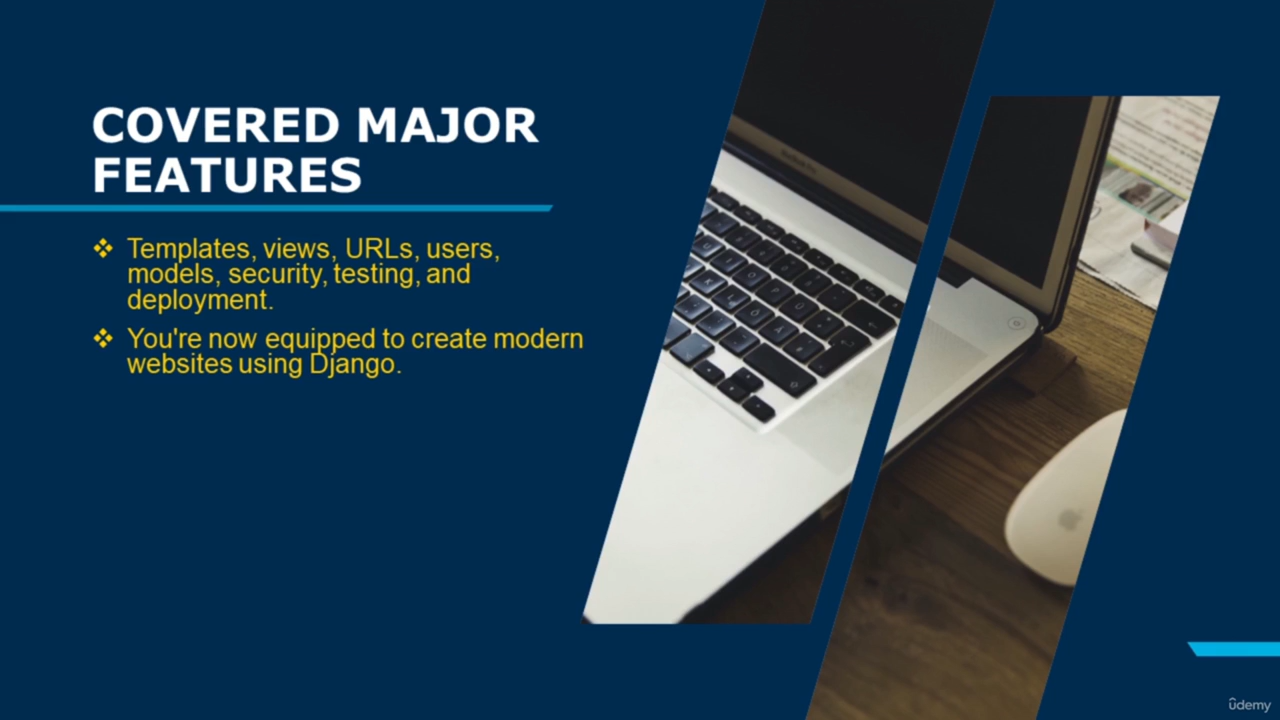 COVERED MAJOR
FEATURES
❖ Templates, views, URLs, users,
models, security, testing, and
deployment.
❖ You're now equipped to create modern
websites using Django.
ûdemy